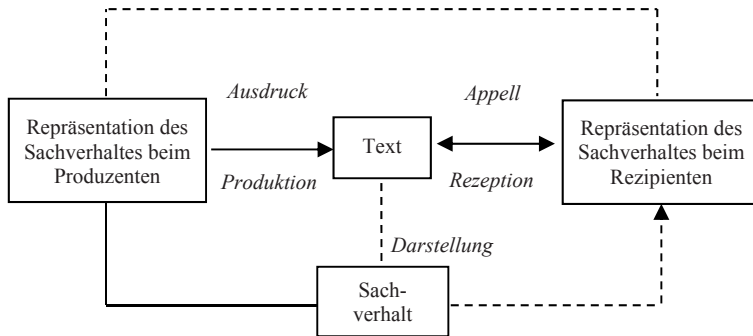 Ausdruck
Appell
Repräsentation des
Sachverhaltes beim
Produzenten
Text
Repräsentation des
Sachverhaltes beim
Rezipienten
Produktion
Rezeption
Darstellung
Sach-
verhalt